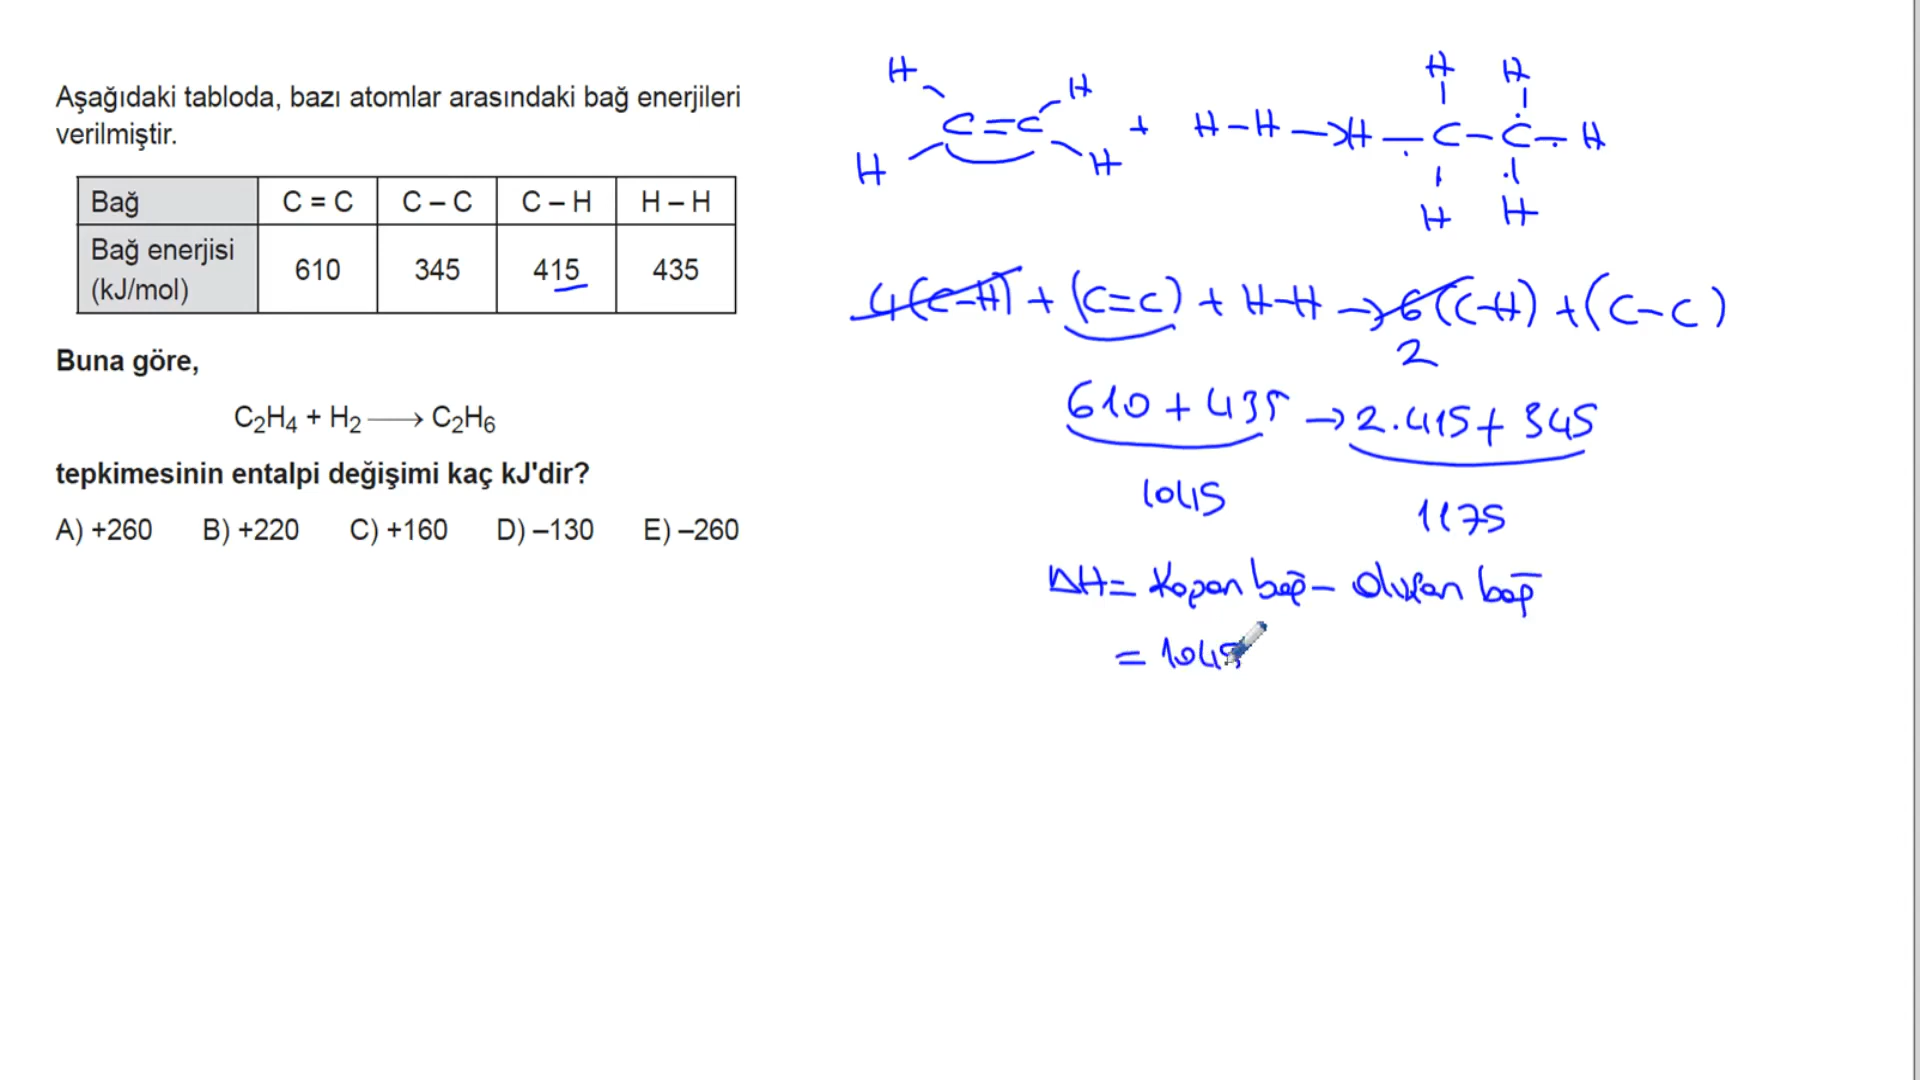 Aşağıdaki tabloda, bazı atomlar arasındaki bağ enerjileri
verilmiştir.
Bağ C = C C – C C – H H – H
Bağ enerjisi
(kJ/mol) 610 345 415 435
Buna göre,
C₂H₄ + H₂ ⟶ C₂H₆
tepkimesinin entalpi değişimi kaç kJ'dir?
A) +260 B) +220 C) +160 D) –130 E) –260
H H H H
C=C + H-H → H-C-C-H
H H H H
4(C-H) + (C=C) + H-H → 6(C-H) + (C-C)
2
610 + 435 → 2.415 + 345
1045 1175
ΔH = Kopan bağ - Oluşan bağ
= 1045